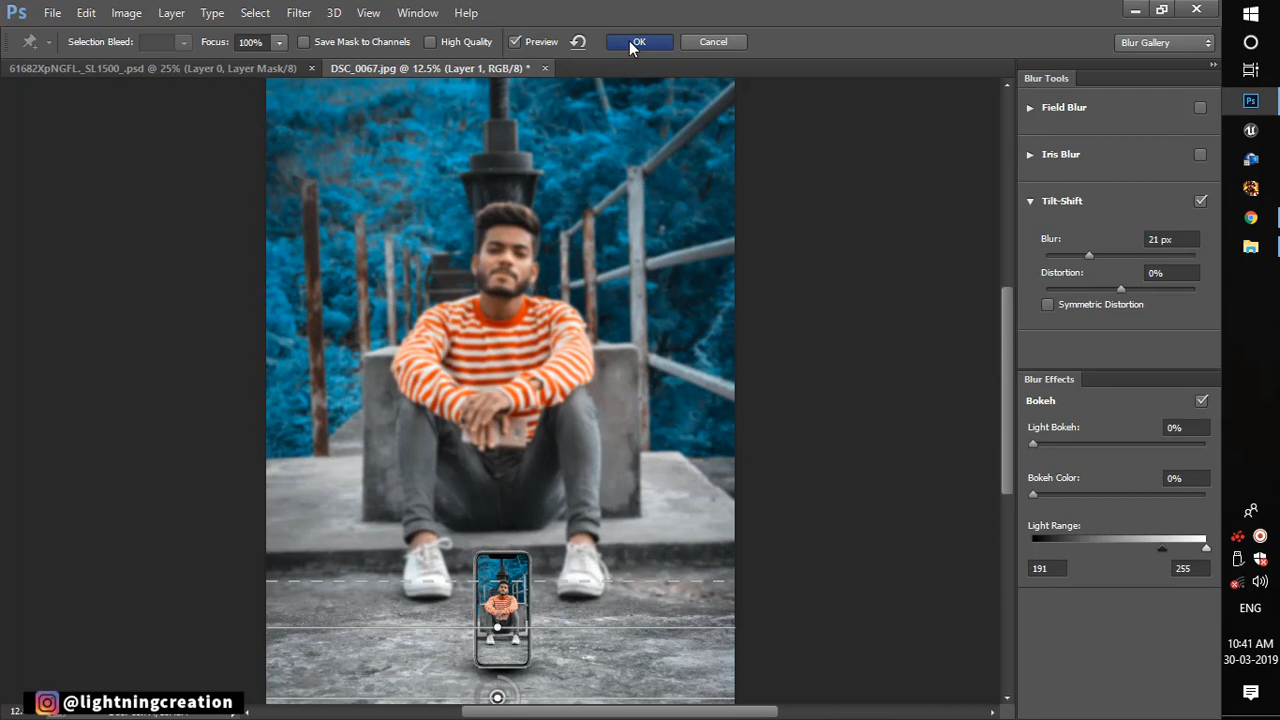 Ps File Edit Image Layer Type Select Filter 3D View Window Help
Selection Bleed: Focus: 100% Save Mask to Channels High Quality Preview OK Cancel Blur Gallery
61682XpNGFL._SL1500_.psd @ 25% (Layer 0, Layer Mask/8) × DSC_0067.jpg @ 12.5% (Layer 1, RGB/8) * ×
Blur Tools
Field Blur
Iris Blur
Tilt-Shift
Blur: 21 px
Distortion: 0%
Symmetric Distortion
Blur Effects
Bokeh
Light Bokeh: 0%
Bokeh Color: 0%
Light Range:
191 255
Ps
ENG
10:41 AM
30-03-2019
@lightningcreation